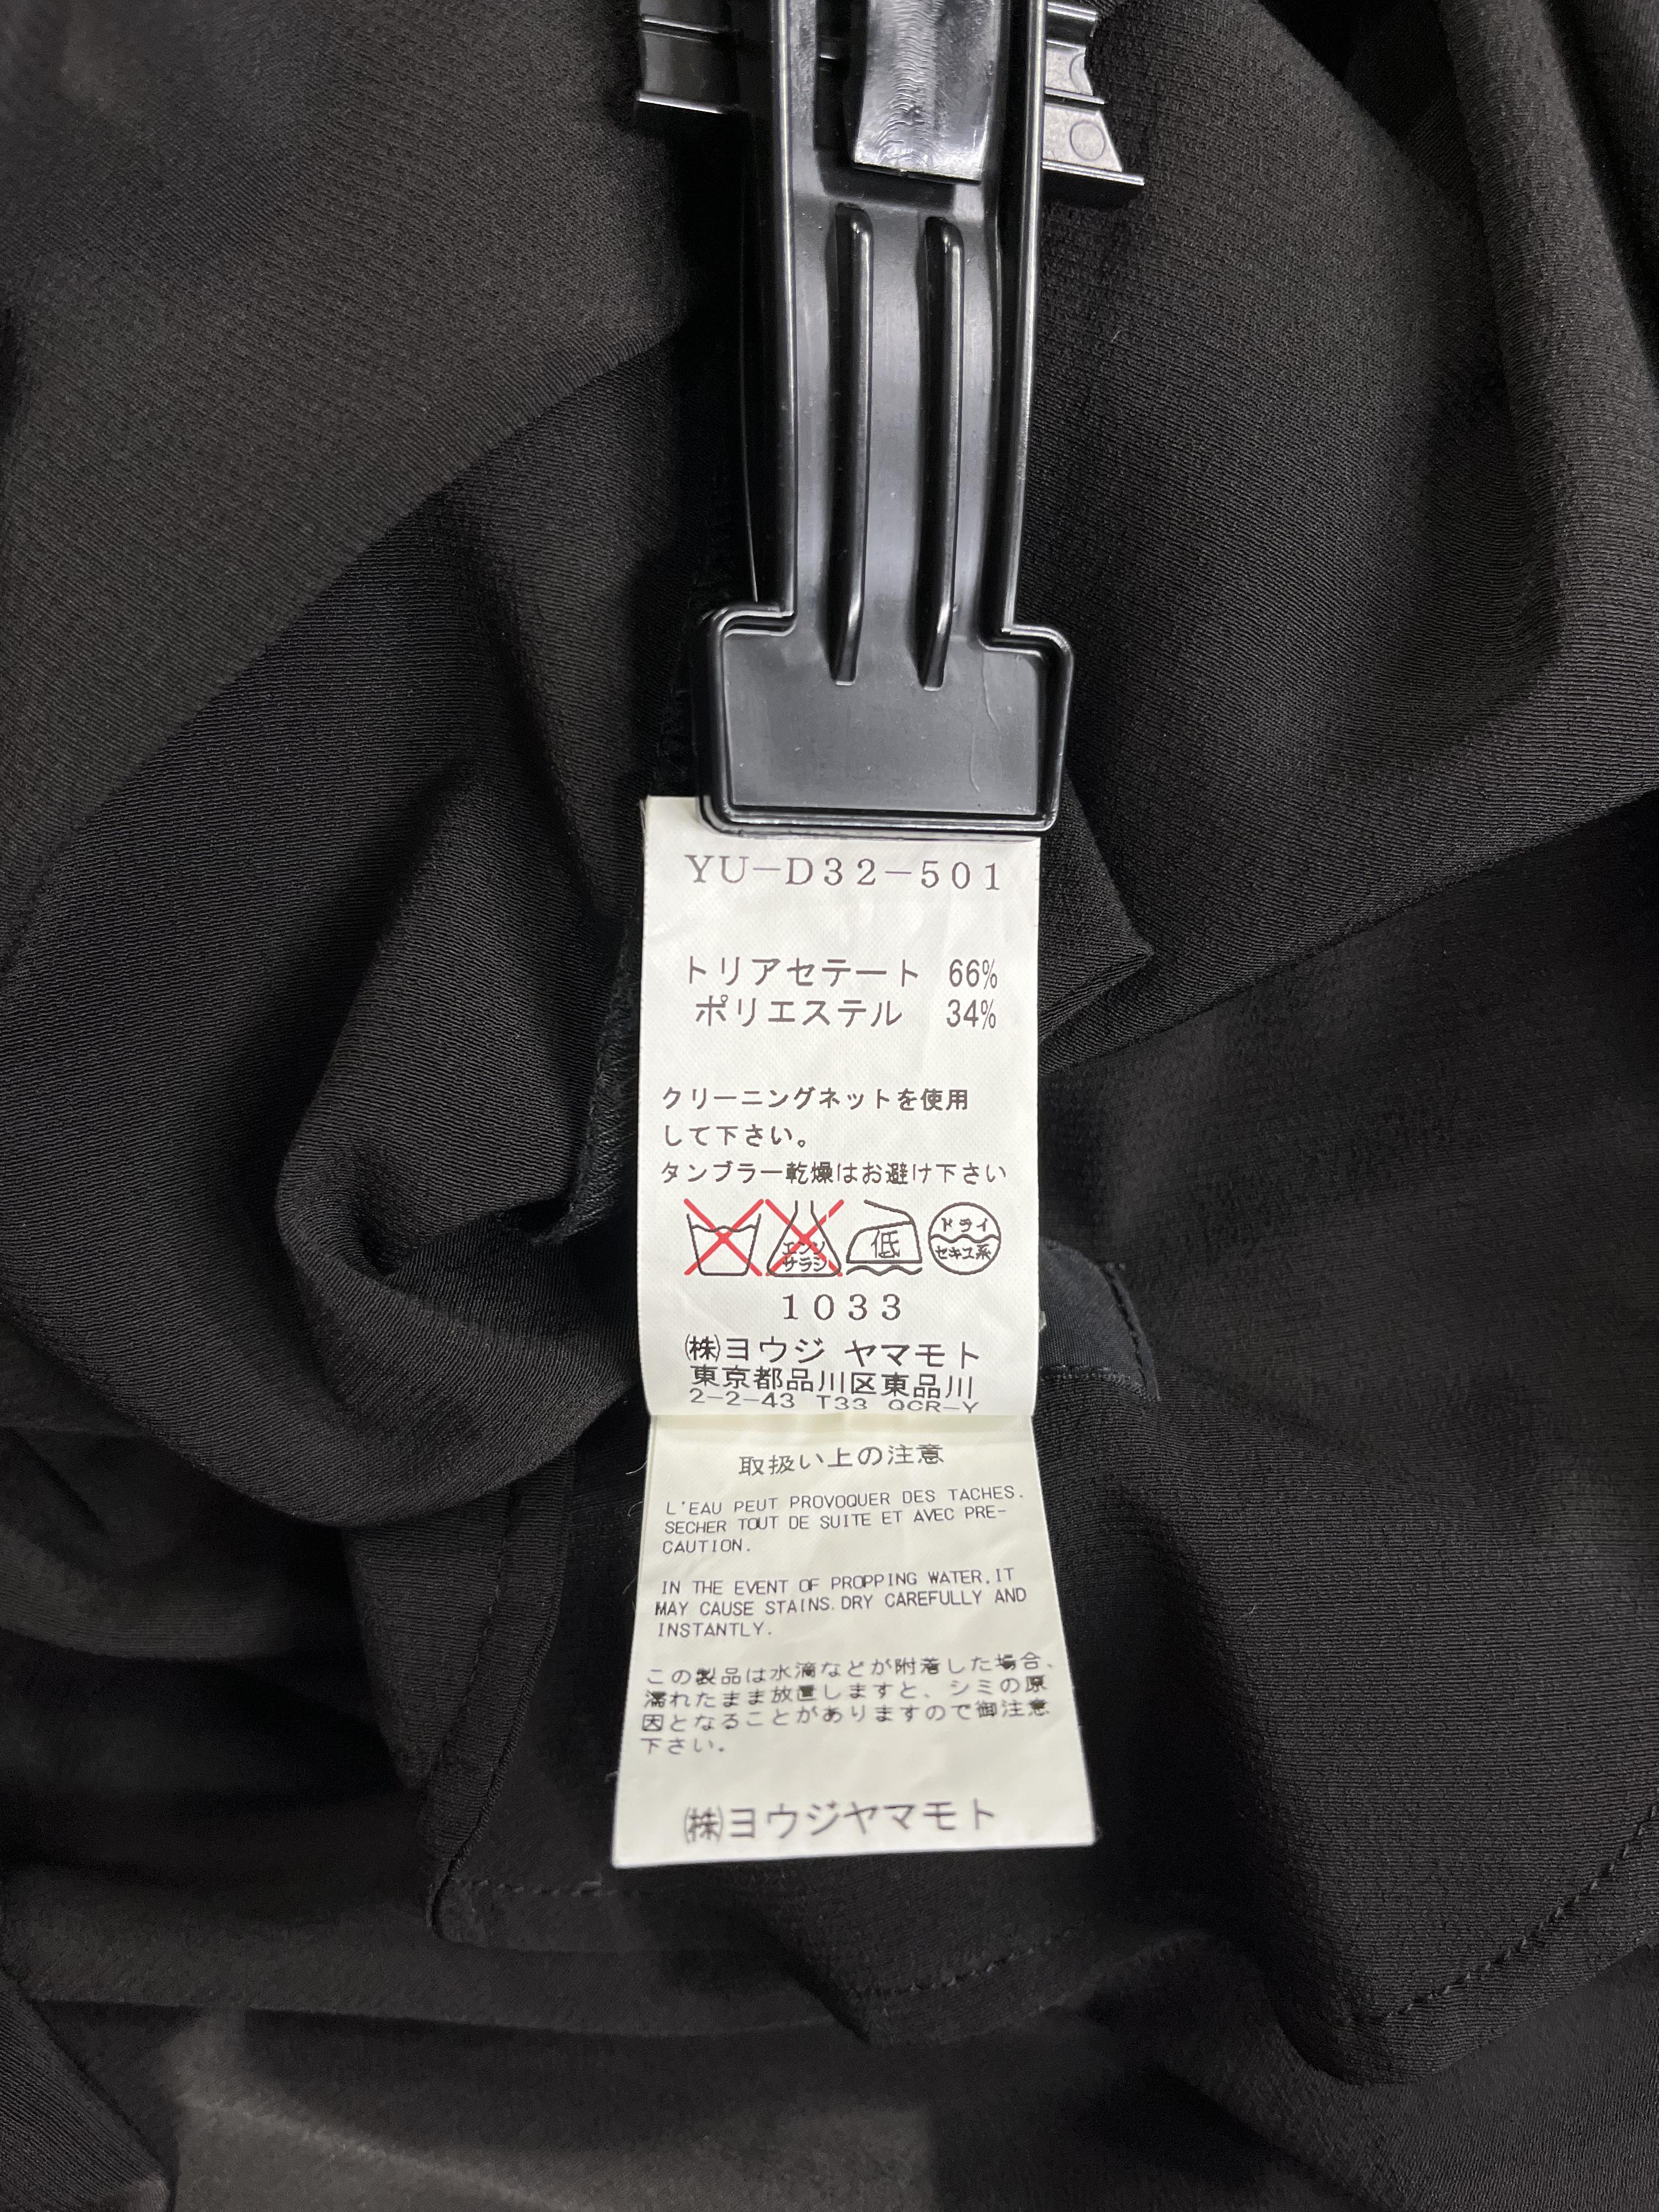 YU-D32-501
トリアセテート 66%
ポリエステル 34%
クリーニングネットを使用
して下さい。
タンブラー乾燥はお避け下さい
エンソ
サラシ
低
ドライ
セキユ系
1033
㈱ヨウジ ヤマモト
東京都品川区東品川
2-2-43 T33 QCR-Y
取扱い上の注意
L'EAU PEUT PROVOQUER DES TACHES.
SECHER TOUT DE SUITE ET AVEC PRE-
CAUTION.
IN THE EVENT OF PROPPING WATER,IT
MAY CAUSE STAINS.DRY CAREFULLY AND
INSTANTLY.
この製品は水滴などが附着した場合、
濡れたまま放置しますと、シミの原
因となることがありますので御注意
下さい。
㈱ヨウジヤマモト